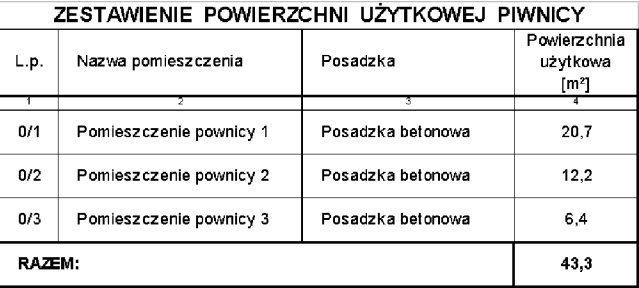 ZESTAWIENIE POWIERZCHNI UŻYTKOWEJ PIWNICY
L.p. Nazwa pomieszczenia Posadzka Powierzchnia użytkowa [m²]
1 2 3 4
0/1 Pomieszczenie pownicy 1 Posadzka betonowa 20,7
0/2 Pomieszczenie pownicy 2 Posadzka betonowa 12,2
0/3 Pomieszczenie pownicy 3 Posadzka betonowa 6,4
RAZEM: 43,3